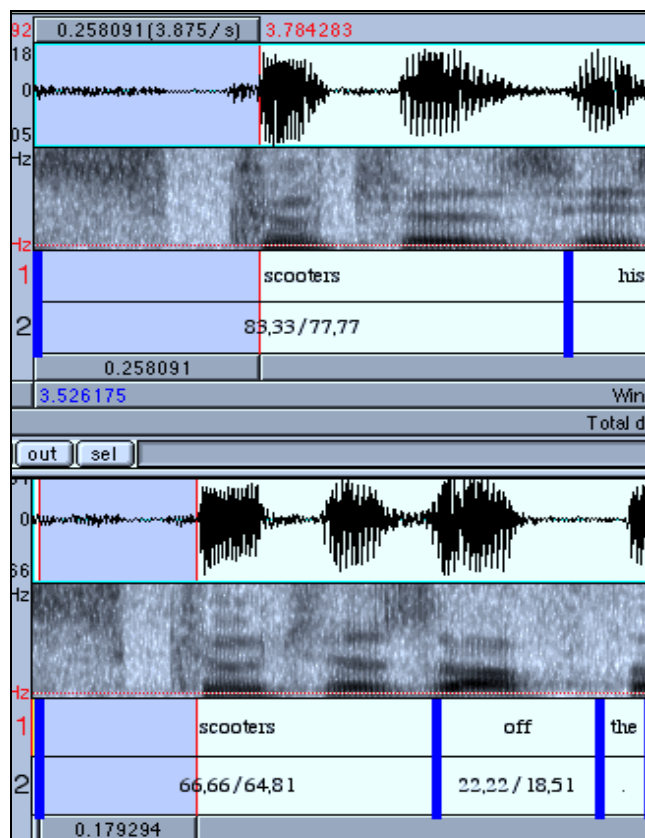 92 0.258091(3.875/s) 3.784283
18
0
05
Hz
Hz
1 scooters his
2 83,33/77,77
0.258091
3.526175 Win
Total d
out sel
0
66
Hz
Hz
1 scooters off the
2 66,66/64,81 22,22/18,51 .
0.179294